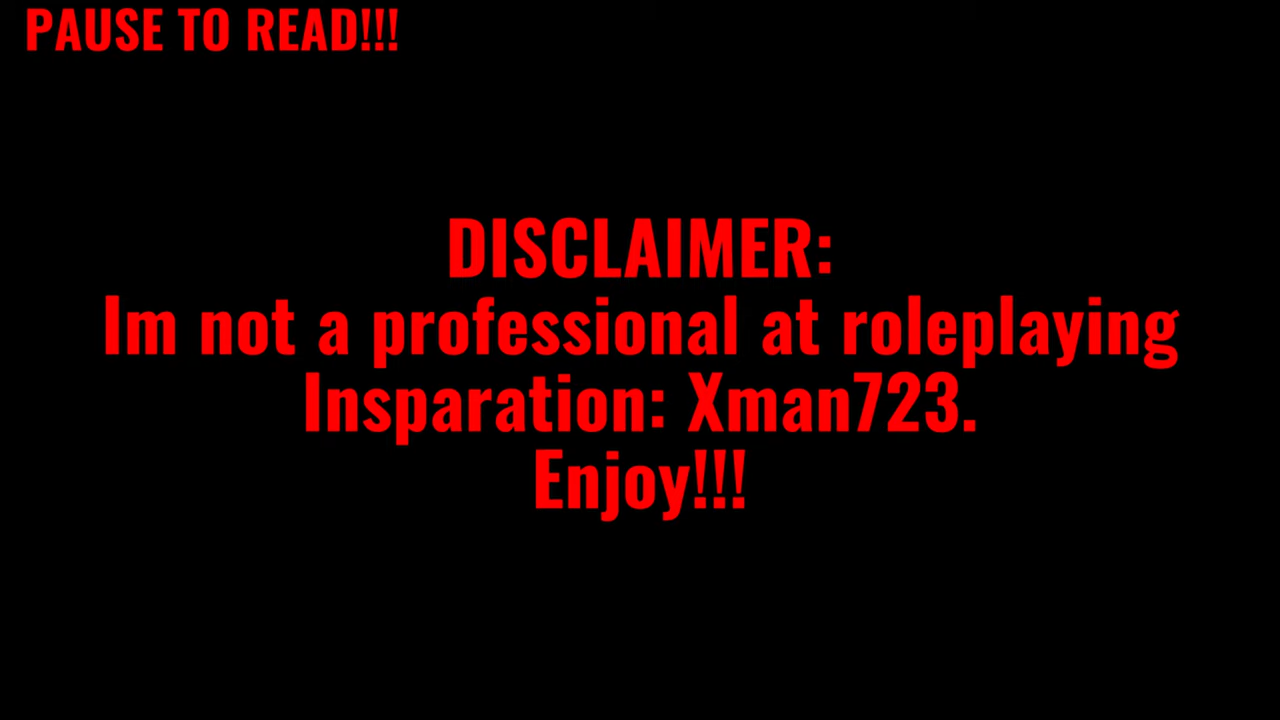 PAUSE TO READ!!!
DISCLAIMER:
Im not a professional at roleplaying
Insparation: Xman723.
Enjoy!!!